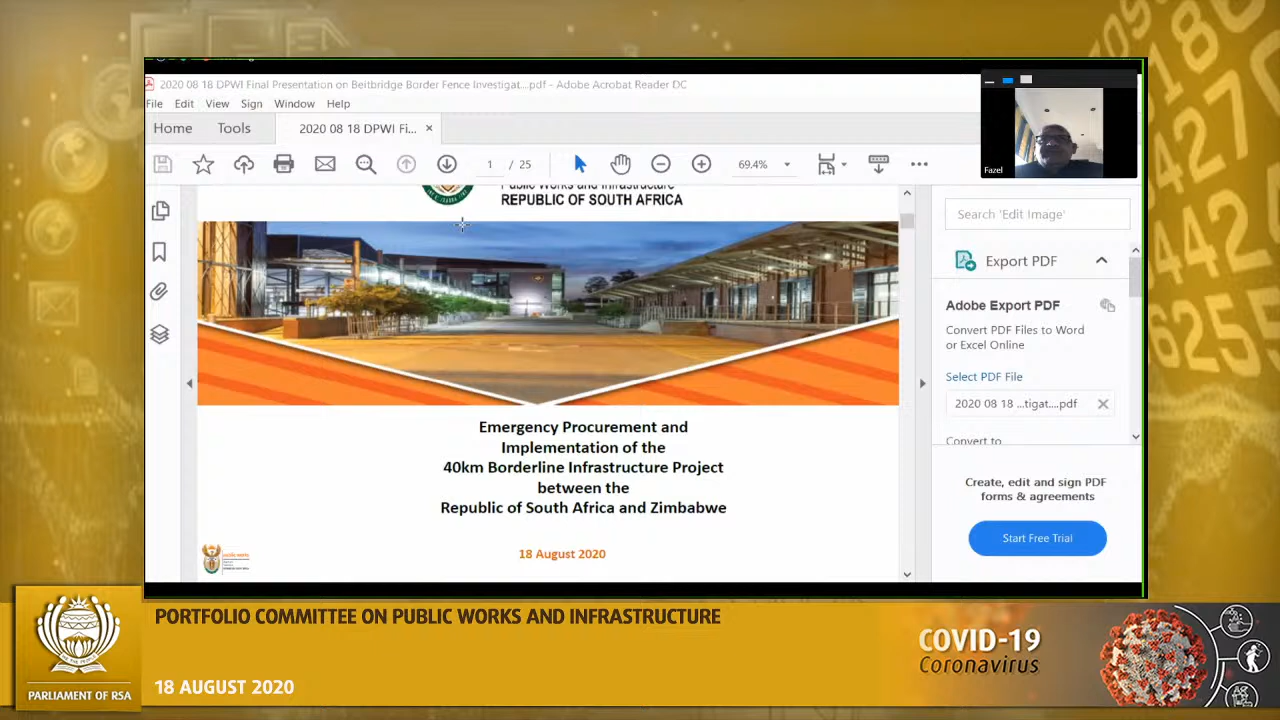 2020 08 18 DPWI Final Presentation on Beitbridge Border Fence Investigat...pdf - Adobe Acrobat Reader DC
File Edit View Sign Window Help
Home Tools 2020 08 18 DPWI Fi... ×
1 / 25 69.4%
Fazel
Public Works and Infrastructure
REPUBLIC OF SOUTH AFRICA
Emergency Procurement and
Implementation of the
40km Borderline Infrastructure Project
between the
Republic of South Africa and Zimbabwe
18 August 2020
Search 'Edit Image'
Export PDF
Adobe Export PDF
Convert PDF Files to Word
or Excel Online
Select PDF File
2020 08 18 ...tigat....pdf
Convert to
Create, edit and sign PDF
forms & agreements
Start Free Trial
PORTFOLIO COMMITTEE ON PUBLIC WORKS AND INFRASTRUCTURE
18 AUGUST 2020
PARLIAMENT OF RSA
COVID-19
Coronavirus